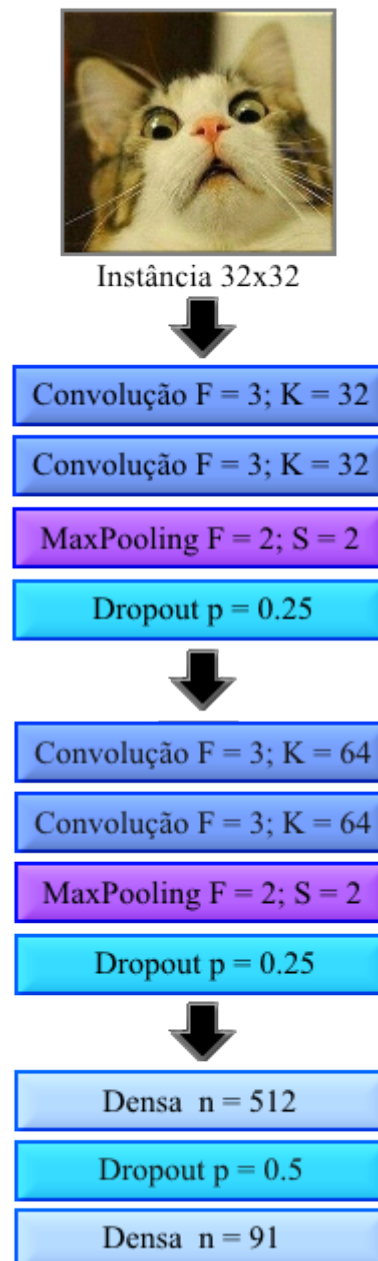 Instância 32x32
Convolução F = 3; K = 32
Convolução F = 3; K = 32
MaxPooling F = 2; S = 2
Dropout p = 0.25
Convolução F = 3; K = 64
Convolução F = 3; K = 64
MaxPooling F = 2; S = 2
Dropout p = 0.25
Densa n = 512
Dropout p = 0.5
Densa n = 91